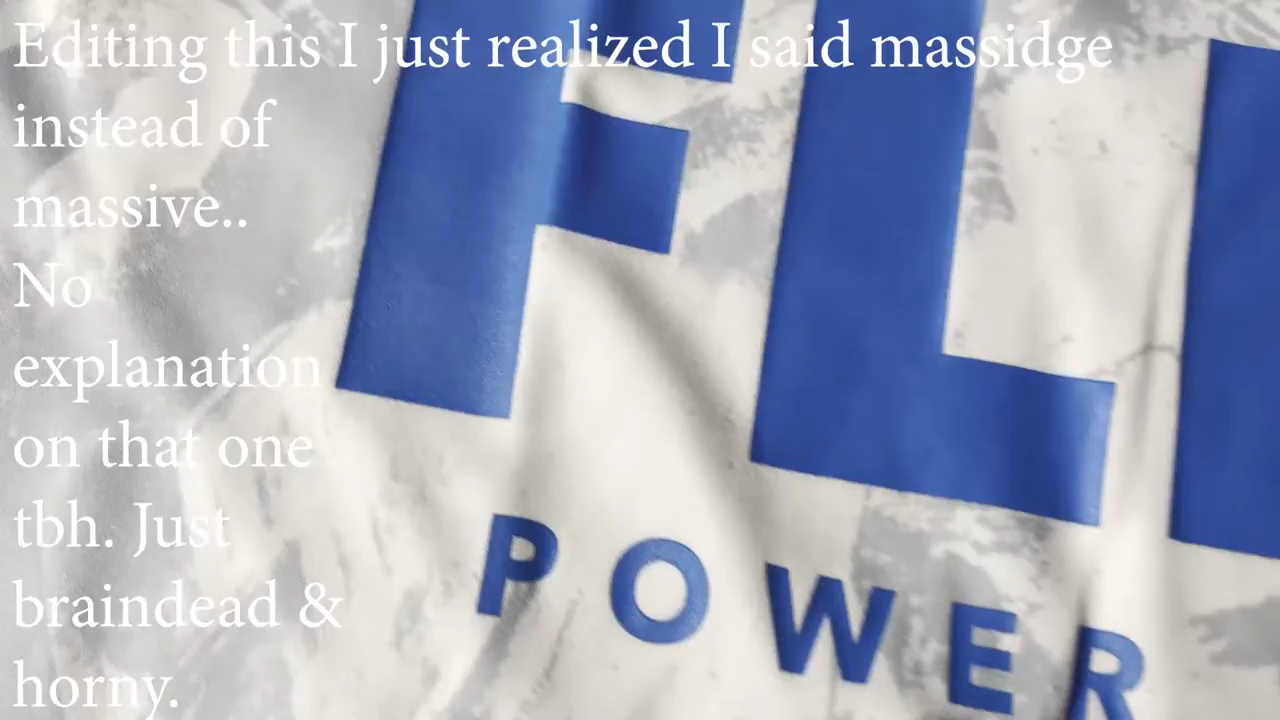 Editing this I just realized I said massidge
instead of
massive..
No
explanation
on that one
tbh. Just
braindead &
horny.
FL
POWER